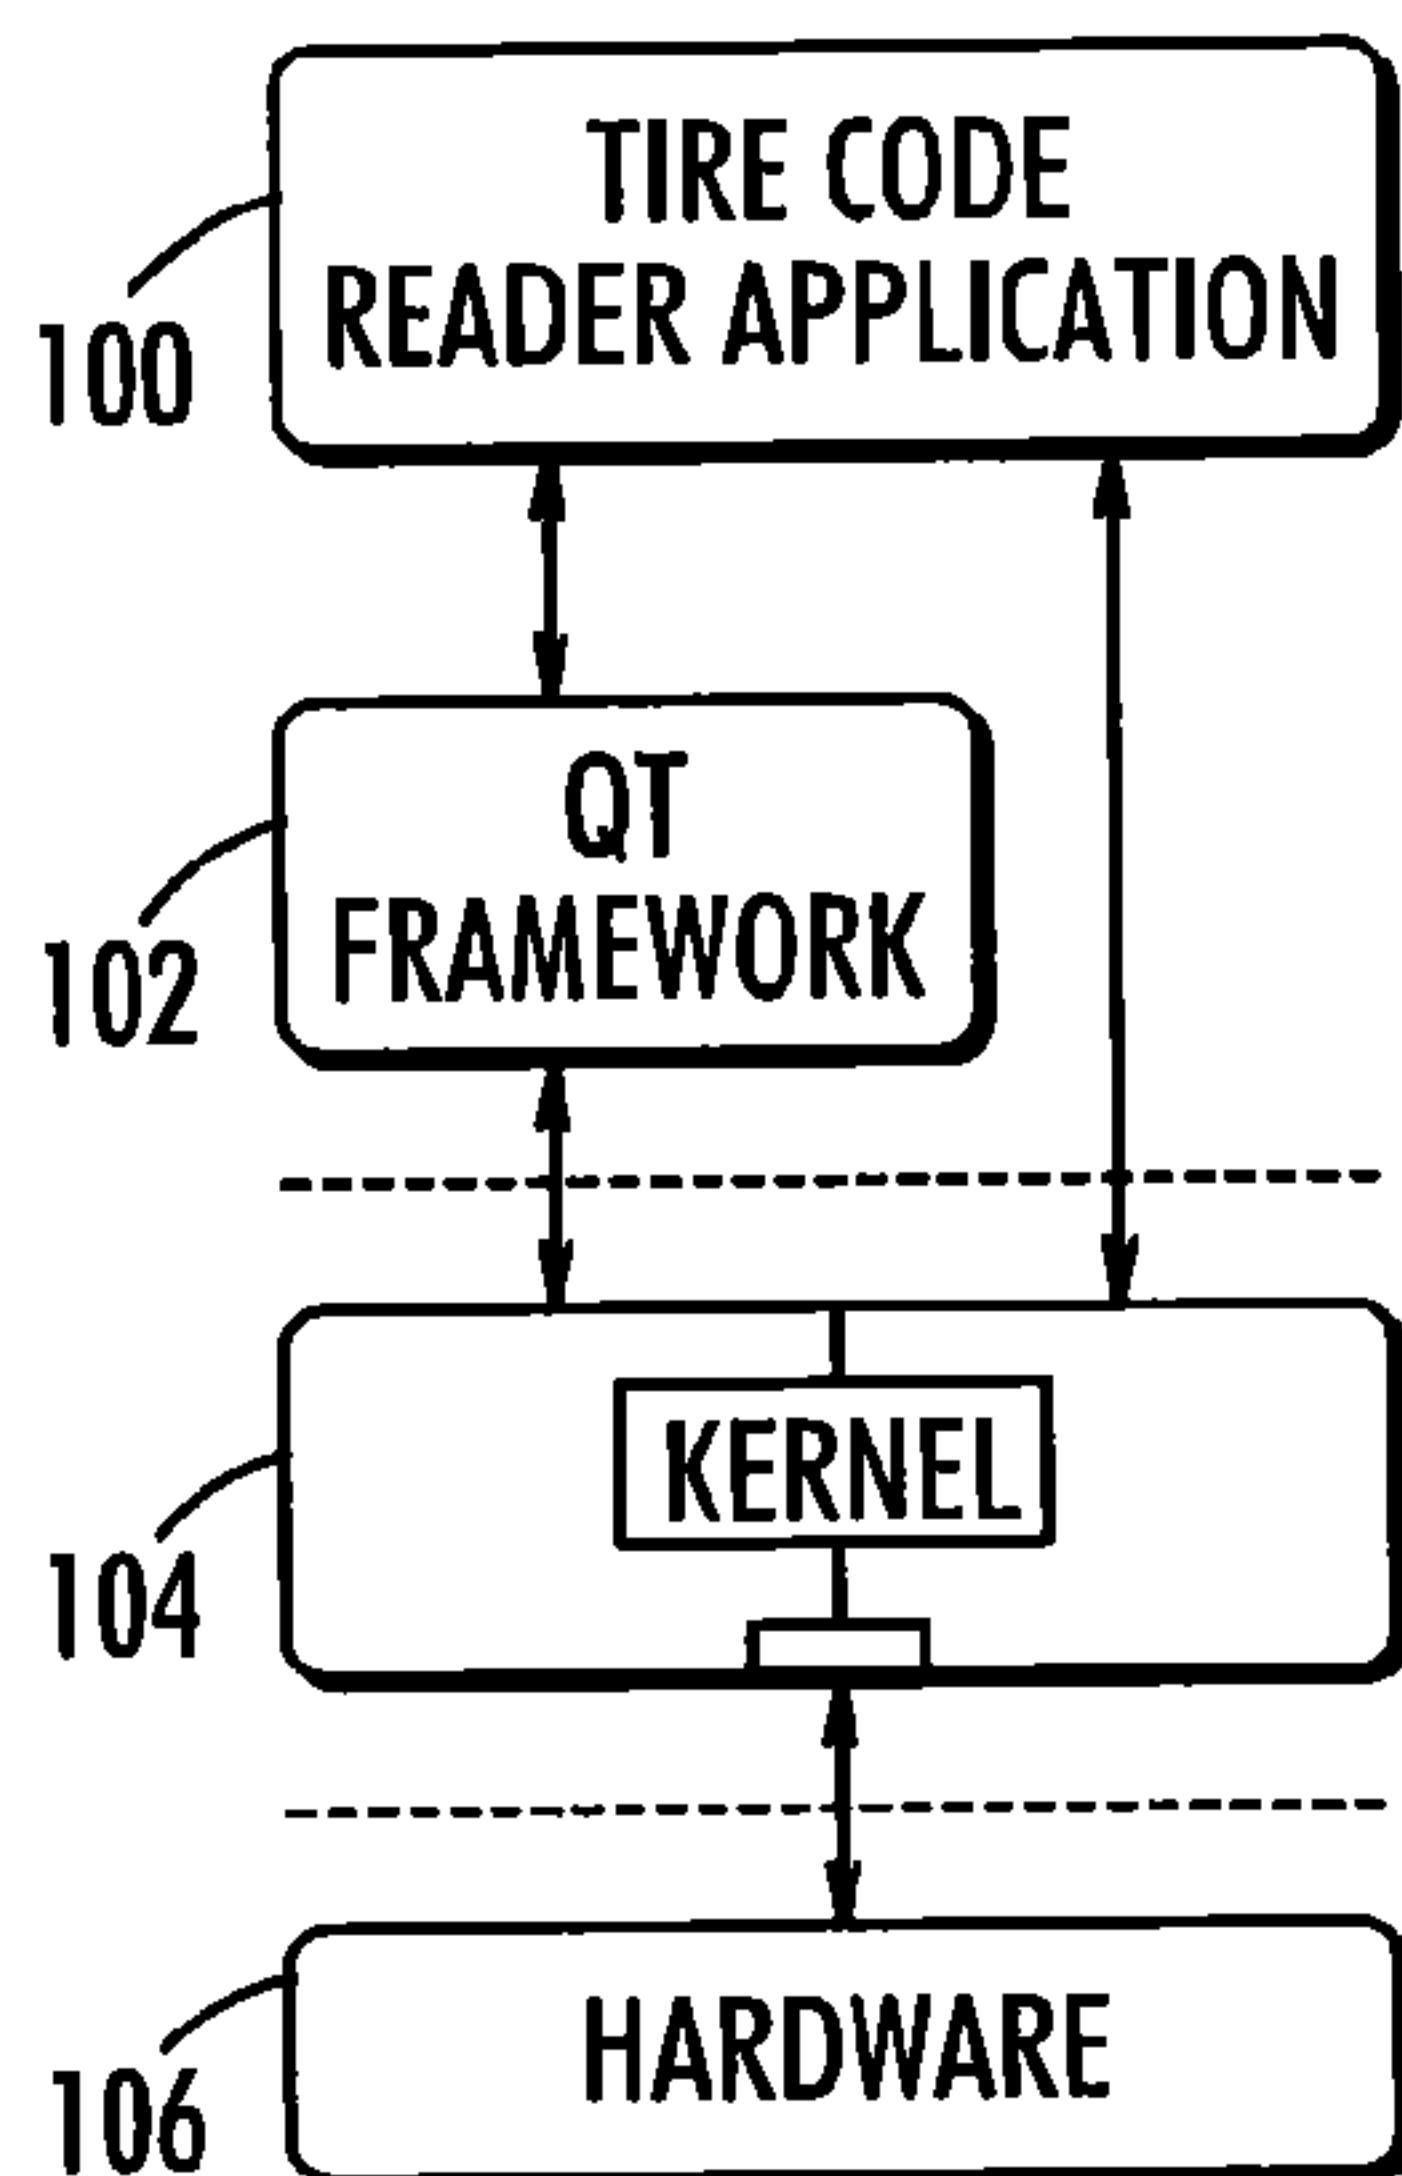 TIRE CODE
READER APPLICATION
100
QT
FRAMEWORK
102
KERNEL
104
HARDWARE
106